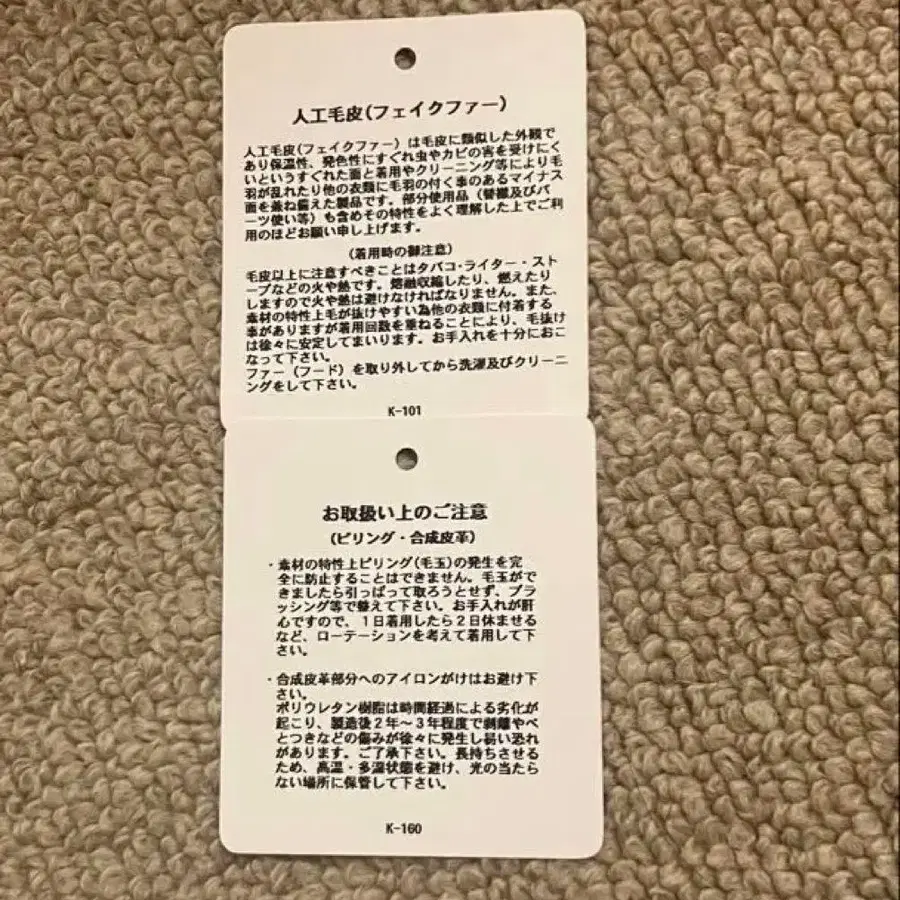 人工毛皮(フェイクファー)
人工毛皮(フェイクファー)は毛皮に類似した外観で
あり保温性、発色性にすぐれ虫やカビの害を受けにく
いというすぐれた面と着用やクリーニング等により毛
羽が乱れたり他の衣類に毛羽の付く事のあるマイナス
面を兼ね備えた製品です。部分使用品(替襟及びパ
ーツ使い等)も含めその特性をよく理解した上でご利
用のほどお願い申し上げます。
(着用時の御注意)
毛皮以上に注意すべきことはタバコ・ライター・スト
ーブなどの火や熱です。熔融収縮したり、燃えたり
しますので火や熱は避けなければなりません。また、
素材の特性上毛が抜けやすい為他の衣類に付着する
事がありますが着用回数を重ねることにより、毛抜け
は徐々に安定してまいります。お手入れを十分におこ
なって下さい。
ファー(フード)を取り外してから洗濯及びクリーニ
ングをして下さい。
K-101
お取扱い上のご注意
(ピリング・合成皮革)
・素材の特性上ピリング(毛玉)の発生を完
全に防止することはできません。毛玉がで
きましたら引っぱって取ろうとせず、ブラ
ッシング等で整えて下さい。お手入れが肝
心ですので、1日着用したら2日休ませる
など、ローテーションを考えて着用して下
さい。
・合成皮革部分へのアイロンがけはお避け下
さい。
ポリウレタン樹脂は時間経過による劣化が
起こり、製造後2年～3年程度で剥離やべ
とつきなどの傷みが徐々に発生し易い恐れ
があります。ご了承下さい。長持ちさせる
ため、高温・多湿状態を避け、光の当たら
ない場所に保管して下さい。
K-160